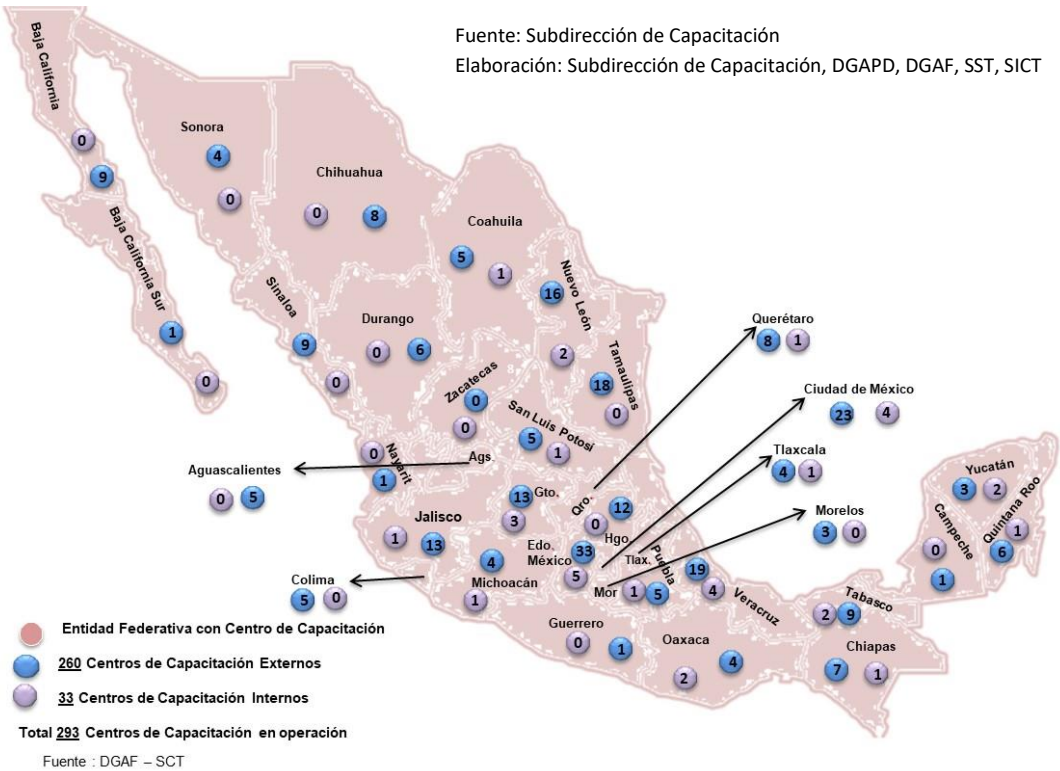 Fuente: Subdirección de Capacitación
Elaboración: Subdirección de Capacitación, DGAPD, DGAF, SST, SICT
Baja California
0
9
Sonora
4
0
Chihuahua
0
8
Coahuila
5
1
Nuevo León
16
2
Baja California Sur
1
0
Sinaloa
9
0
Durango
0
6
Zacatecas
0
0
Tamaulipas
18
0
San Luis Potosí
5
1
Querétaro
8 1
Ciudad de México
23 4
Tlaxcala
4 1
Morelos
3 0
Nayarit
0
1
Ags.
Aguascalientes
0 5
Gto.
13
3
Qro.
12
0
Hgo.
Jalisco
1 13
Edo.
México
33
5
Tlax.
Mor
Puebla
1 5
Michoacán
4
1
Colima
5 0
Veracruz
19
4
Guerrero
0 1
Oaxaca
2 4
Tabasco
2 9
Chiapas
7 1
Campeche
0
1
Yucatán
3 2
Quintana Roo
1
6
Entidad Federativa con Centro de Capacitación
260 Centros de Capacitación Externos
33 Centros de Capacitación Internos
Total 293 Centros de Capacitación en operación
Fuente : DGAF – SCT